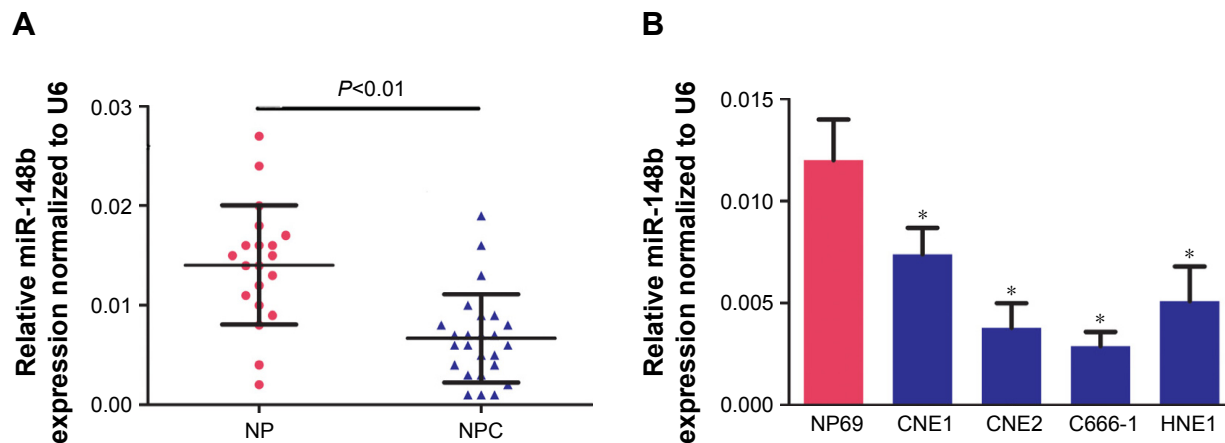 A
Relative miR-148b
expression normalized to U6
0.03
0.02
0.01
0.00
P<0.01
NP
NPC
B
Relative miR-148b
expression normalized to U6
0.015
0.010
0.005
0.000
*
*
*
*
NP69
CNE1
CNE2
C666-1
HNE1